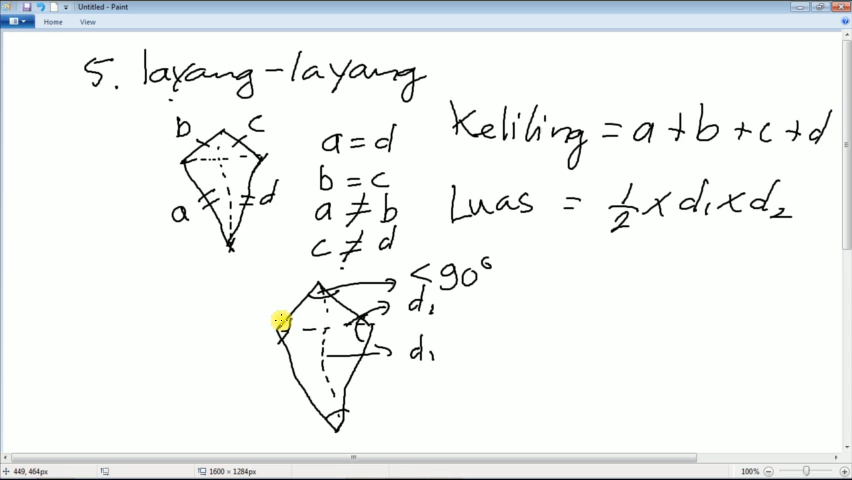 Untitled - Paint
Home View
5. layang-layang
b c
a d
a = d
b = c
a ≠ b
c ≠ d
Keliling = a + b + c + d
Luas = 1/2 x d1 x d2
< 90°
d2
d1
449, 464px
1600 × 1284px
100%